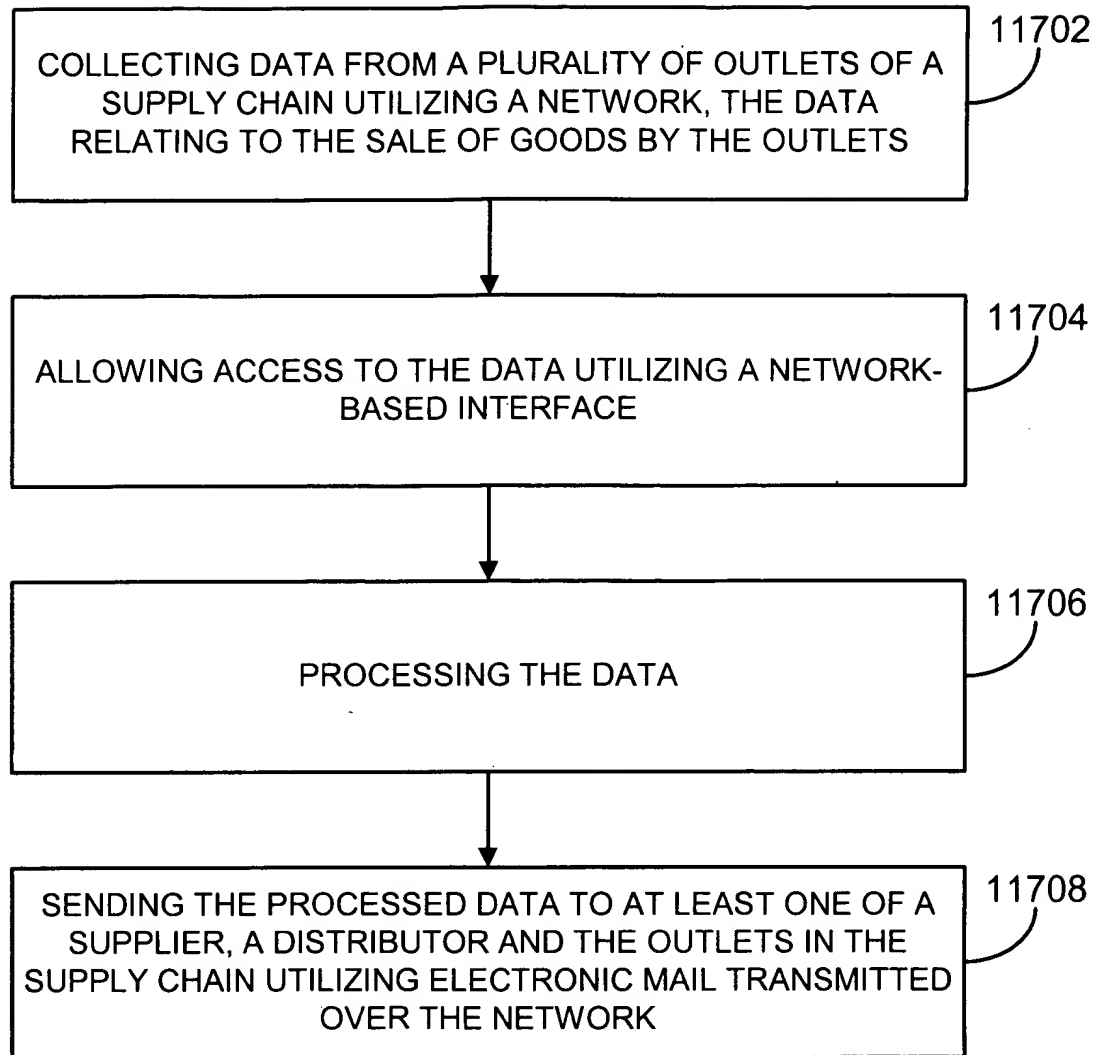 11702
COLLECTING DATA FROM A PLURALITY OF OUTLETS OF A
SUPPLY CHAIN UTILIZING A NETWORK, THE DATA
RELATING TO THE SALE OF GOODS BY THE OUTLETS
11704
ALLOWING ACCESS TO THE DATA UTILIZING A NETWORK-
BASED INTERFACE
11706
PROCESSING THE DATA
11708
SENDING THE PROCESSED DATA TO AT LEAST ONE OF A
SUPPLIER, A DISTRIBUTOR AND THE OUTLETS IN THE
SUPPLY CHAIN UTILIZING ELECTRONIC MAIL TRANSMITTED
OVER THE NETWORK